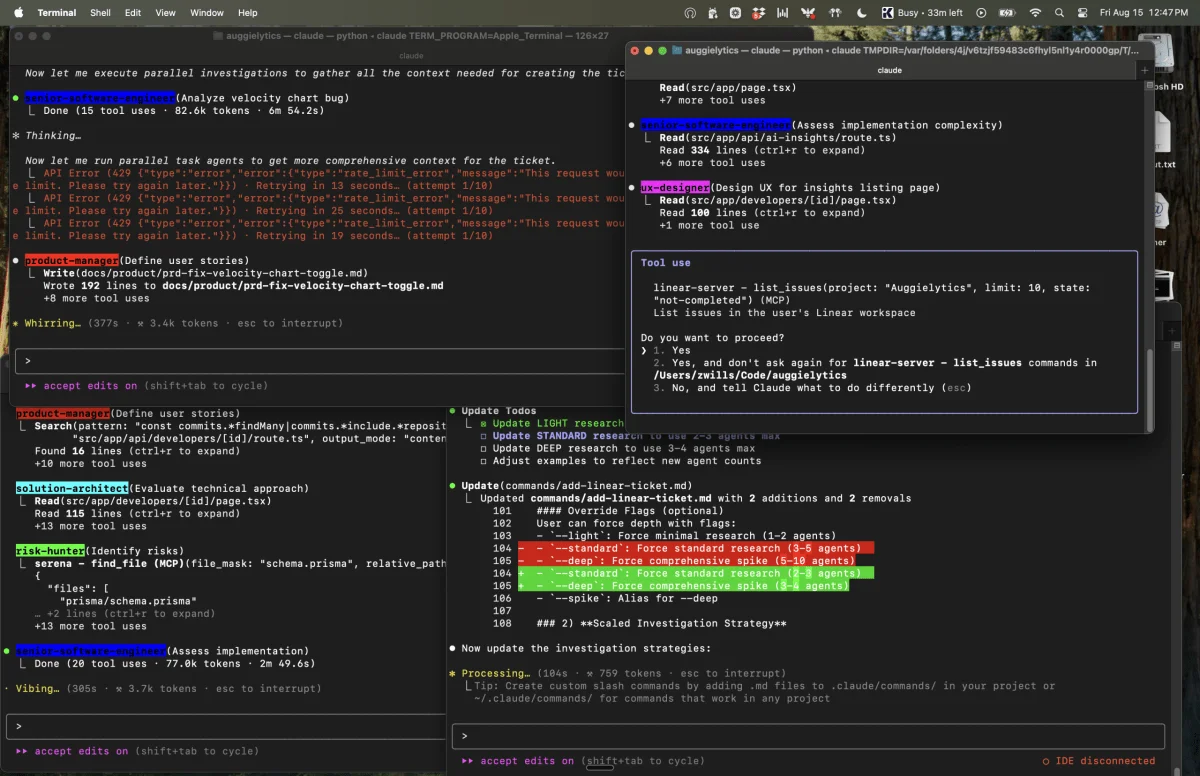 Terminal Shell Edit View Window Help
Busy · 33m left
Fri Aug 15 12:47 PM
auggielytics — claude — python • claude TERM_PROGRAM=Apple_Terminal — 126×27
claude
Now let me execute parallel investigations to gather all the context needed for creating the tic
senior-software-engineer(Analyze velocity chart bug)
Done (15 tool uses · 82.6k tokens · 6m 54.2s)
Thinking…
Now let me run parallel task agents to get more comprehensive context for the ticket.
API Error (429 {"type":"error","error":{"type":"rate_limit_error","message":"This request wou
e limit. Please try again later."}}) · Retrying in 13 seconds… (attempt 1/10)
API Error (429 {"type":"error","error":{"type":"rate_limit_error","message":"This request wou
e limit. Please try again later."}}) · Retrying in 25 seconds… (attempt 1/10)
API Error (429 {"type":"error","error":{"type":"rate_limit_error","message":"This request wou
e limit. Please try again later."}}) · Retrying in 19 seconds… (attempt 1/10)
product-manager(Define user stories)
Write(docs/product/prd-fix-velocity-chart-toggle.md)
Wrote 192 lines to docs/product/prd-fix-velocity-chart-toggle.md
+8 more tool uses
Whirring… (377s · 3.4k tokens · esc to interrupt)
>
accept edits on (shift+tab to cycle)
auggielytics — claude — python • claude TMPDIR=/var/folders/4j/v6tzjf59483c6fhyl5nl1y4r0000gp/T/...
claude
Read(src/app/page.tsx)
+7 more tool uses
senior-software-engineer(Assess implementation complexity)
Read(src/app/api/ai-insights/route.ts)
Read 334 lines (ctrl+r to expand)
+6 more tool uses
ux-designer(Design UX for insights listing page)
Read(src/app/developers/[id]/page.tsx)
Read 100 lines (ctrl+r to expand)
+1 more tool use
Tool use
linear-server - list_issues(project: "Auggielytics", limit: 10, state:
"not-completed") (MCP)
List issues in the user's Linear workspace
Do you want to proceed?
❯ 1. Yes
2. Yes, and don't ask again for linear-server - list_issues commands in
/Users/zwills/Code/auggielytics
3. No, and tell Claude what to do differently (esc)
osh HD
ut.txt
ner
product-manager(Define user stories)
Search(pattern: "const commits.*findMany|commits.*include.*reposit
"src/app/api/developers/[id]/route.ts", output_mode: "conten
Found 16 lines (ctrl+r to expand)
+10 more tool uses
solution-architect(Evaluate technical approach)
Read(src/app/developers/[id]/page.tsx)
Read 115 lines (ctrl+r to expand)
+13 more tool uses
risk-hunter(Identify risks)
serena - find_file (MCP)(file_mask: "schema.prisma", relative_path
{
"files": [
"prisma/schema.prisma"
… +2 lines (ctrl+r to expand)
+13 more tool uses
senior-software-engineer(Assess implementation)
Done (20 tool uses · 77.0k tokens · 2m 49.6s)
Vibing… (305s · 3.7k tokens · esc to interrupt)
>
accept edits on (shift+tab to cycle)
Update Todos
Update LIGHT research
Update STANDARD research to use 2-3 agents max
Update DEEP research to use 3-4 agents max
Adjust examples to reflect new agent counts
Update(commands/add-linear-ticket.md)
Updated commands/add-linear-ticket.md with 2 additions and 2 removals
101 #### Override Flags (optional)
102 User can force depth with flags:
103 - `--light`: Force minimal research (1-2 agents)
104 - - `--standard`: Force standard research (3-5 agents)
105 - - `--deep`: Force comprehensive spike (5-10 agents)
104 + - `--standard`: Force standard research (2-3 agents)
105 + - `--deep`: Force comprehensive spike (3-4 agents)
106 - `--spike`: Alias for --deep
107
108 ### 2) **Scaled Investigation Strategy**
Now update the investigation strategies:
Processing… (104s · 759 tokens · esc to interrupt)
Tip: Create custom slash commands by adding .md files to .claude/commands/ in your project or
~/.claude/commands/ for commands that work in any project
>
accept edits on (shift+tab to cycle)
IDE disconnected